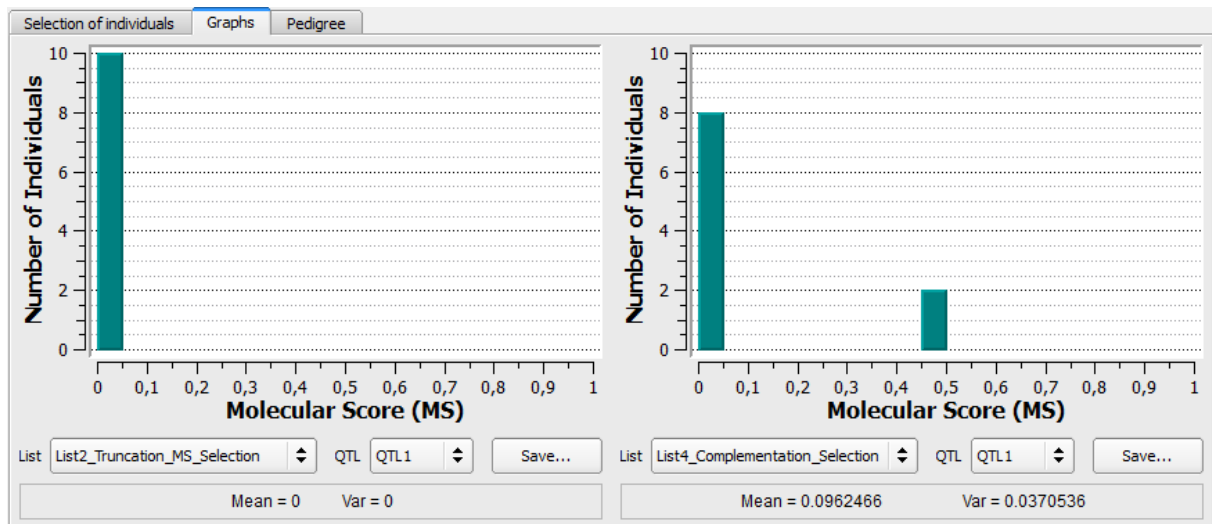 Selection of individuals Graphs Pedigree
10
8
6
4
2
0
Number of Individuals
0 0,1 0,2 0,3 0,4 0,5 0,6 0,7 0,8 0,9 1
Molecular Score (MS)
List List2_Truncation_MS_Selection QTL QTL1 Save...
Mean = 0 Var = 0
10
8
6
4
2
0
Number of Individuals
0 0,1 0,2 0,3 0,4 0,5 0,6 0,7 0,8 0,9 1
Molecular Score (MS)
List List4_Complementation_Selection QTL QTL1 Save...
Mean = 0.0962466 Var = 0.0370536